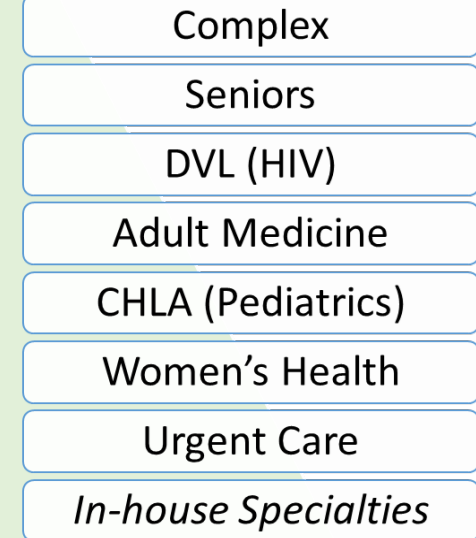 Complex
Seniors
DVL (HIV)
Adult Medicine
CHLA (Pediatrics)
Women’s Health
Urgent Care
In-house Specialties